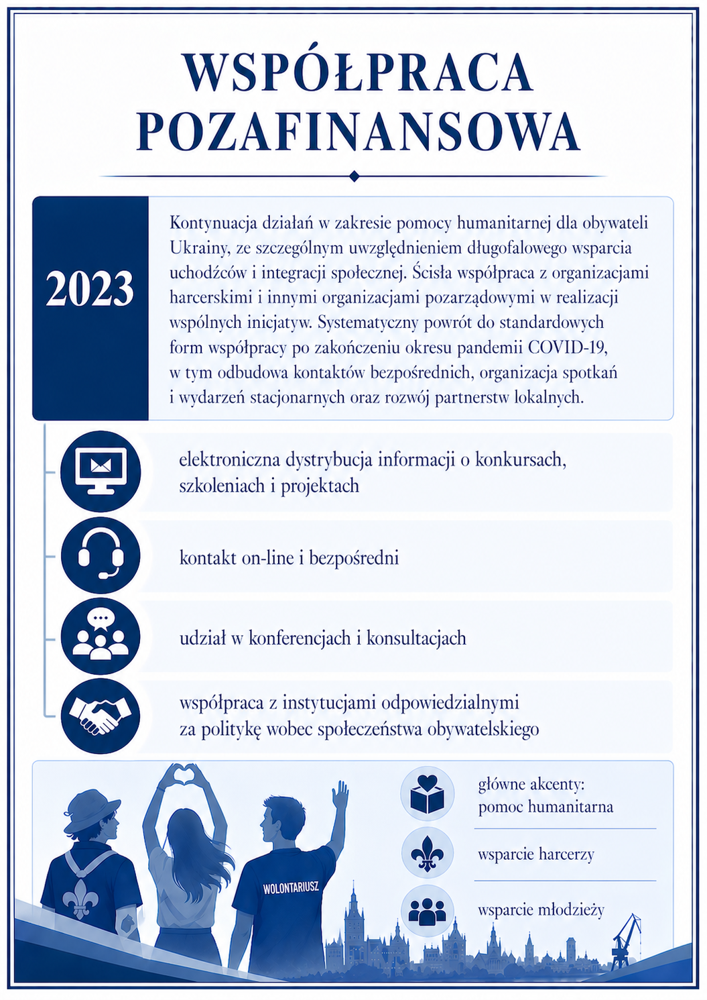 WSPÓŁPRACA
POZAFINANSOWA
2023
Kontynuacja działań w zakresie pomocy humanitarnej dla obywateli
Ukrainy, ze szczególnym uwzględnieniem długofalowego wsparcia
uchodźców i integracji społecznej. Ścisła współpraca z organizacjami
harcerskimi i innymi organizacjami pozarządowymi w realizacji
wspólnych inicjatyw. Systematyczny powrót do standardowych
form współpracy po zakończeniu okresu pandemii COVID-19,
w tym odbudowa kontaktów bezpośrednich, organizacja spotkań
i wydarzeń stacjonarnych oraz rozwój partnerstw lokalnych.
elektroniczna dystrybucja informacji o konkursach,
szkoleniach i projektach
kontakt on-line i bezpośredni
udział w konferencjach i konsultacjach
współpraca z instytucjami odpowiedzialnymi
za politykę wobec społeczeństwa obywatelskiego
WOLONTARIUSZ
główne akcenty:
pomoc humanitarna
wsparcie harcerzy
wsparcie młodzieży